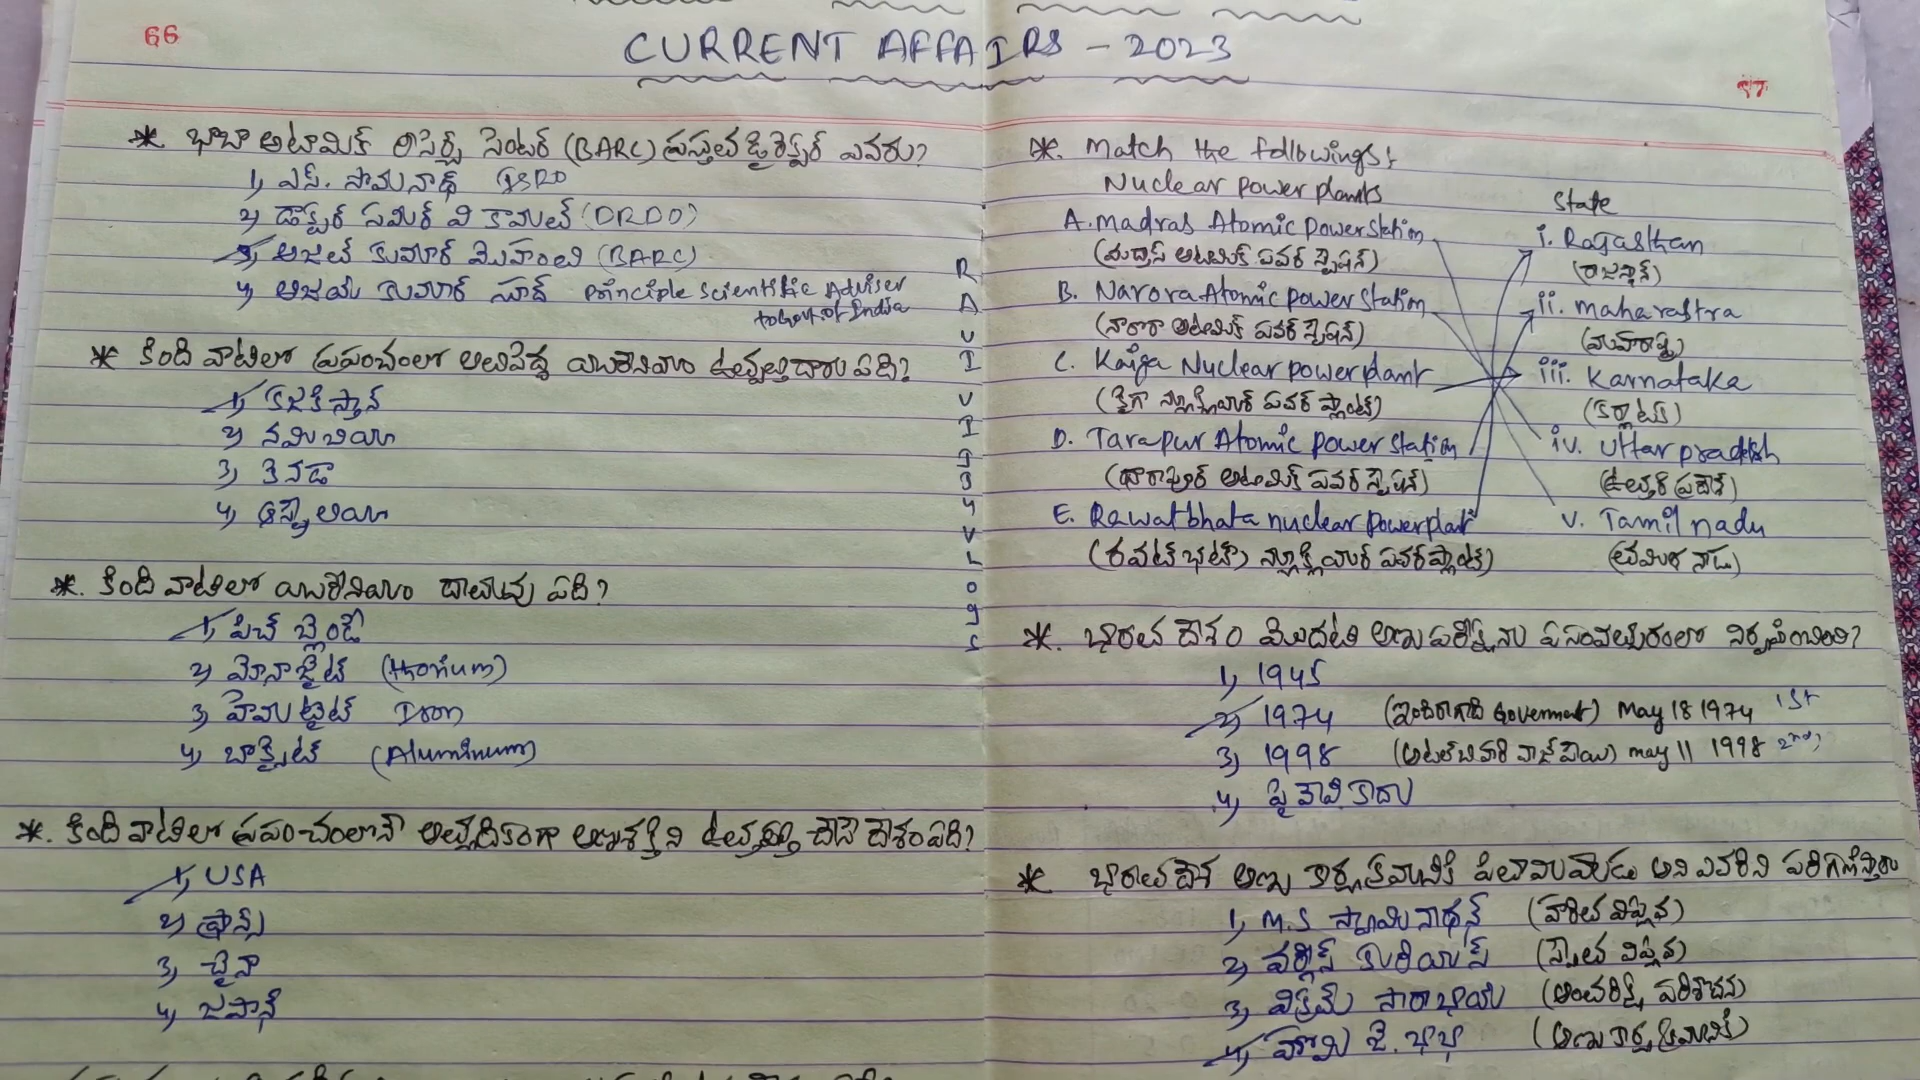 66
CURRENT AFFAIRS - 2023
*. భాభా అటామిక్ రిసెర్చ్ సెంటర్ (BARC) ప్రస్తుత డైరెక్టర్ ఎవరు?
1, ఎస్. సోమనాథ్ ISRO
2, డాక్టర్ సమీర్ వి కామత్ (DRDO)
3, అజిత్ కుమార్ మొహంతి (BARC)
4, అజయ్ కుమార్ సూద్ principle scientific Adviser
to Govt. of India
* కింది వాటిలో ప్రపంచంలో అతిపెద్ద యురేనియం ఉత్పత్తిదారు ఏది?
1, కజకిస్తాన్
2, నమీబియా
3, కెనడా
4, ఆస్ట్రేలియా
*. కింది వాటిలో యురేనియం ధాతువు ఏది?
1, పిచ్ బ్లెండ్
2, మోనాజైట్ (thorium)
3, హెమటైట్ Iron
4, బాక్సైట్ (Aluminum)
*. కింది వాటిలో ప్రపంచంలోనే అత్యధికంగా అణుశక్తిని ఉత్పత్తి చేసే దేశం ఏది?
1, USA
2, ఫ్రాన్స్
3, చైనా
4, జపాన్
R
A
V
I
V
I
J
J
Y
V
L
O
g
S
67
*. Match the followings:
Nuclear power plants
State
A. Madras Atomic Power Station
i. Rajasthan
(మద్రాస్ అటామిక్ పవర్ స్టేషన్)
(రాజస్థాన్)
B. Narora Atomic power station
ii. maharastra
(నారోరా అటామిక్ పవర్ స్టేషన్)
(మహారాష్ట్ర)
C. Kaiga Nuclear power plant
iii. Karnataka
(కైగా న్యూక్లియర్ పవర్ ప్లాంట్)
(కర్ణాటక)
D. Tarapur Atomic power station
iv. Uttar pradesh
(తారాపూర్ అటామిక్ పవర్ స్టేషన్)
(ఉత్తర ప్రదేశ్)
E. Rawatbhata nuclear power plant
v. Tamil nadu
(రవట్ భట్) న్యూక్లియర్ పవర్ ప్లాంట్)
(తమిళ నాడు)
*. భారత దేశం మొదటి అణు పరీక్షను ఏ సంవత్సరంలో నిర్వహించింది?
1, 1945
2, 1974 (ఇందిరాగాంధీ Goverment) May 18 1974 1st
3, 1998 (అటల్ బిహారి వాజ్ పాయి) may 11 1998 2nd,
4, పైవేవి కాదు
* భారత దేశ అణు కార్యక్రమానికి పితామహుడు అని ఎవరిని పరిగణిస్తారు
1, M.S స్వామినాథన్ (హరిత విప్లవ)
2, వర్గీస్ కురియన్ (స్వేత విప్లవ)
3, విక్రమ్ సారాభాయ్ (అంతరిక్ష పరిశోధన)
4, హోమి జె. భాభా (అణు కార్యక్రమానికి)